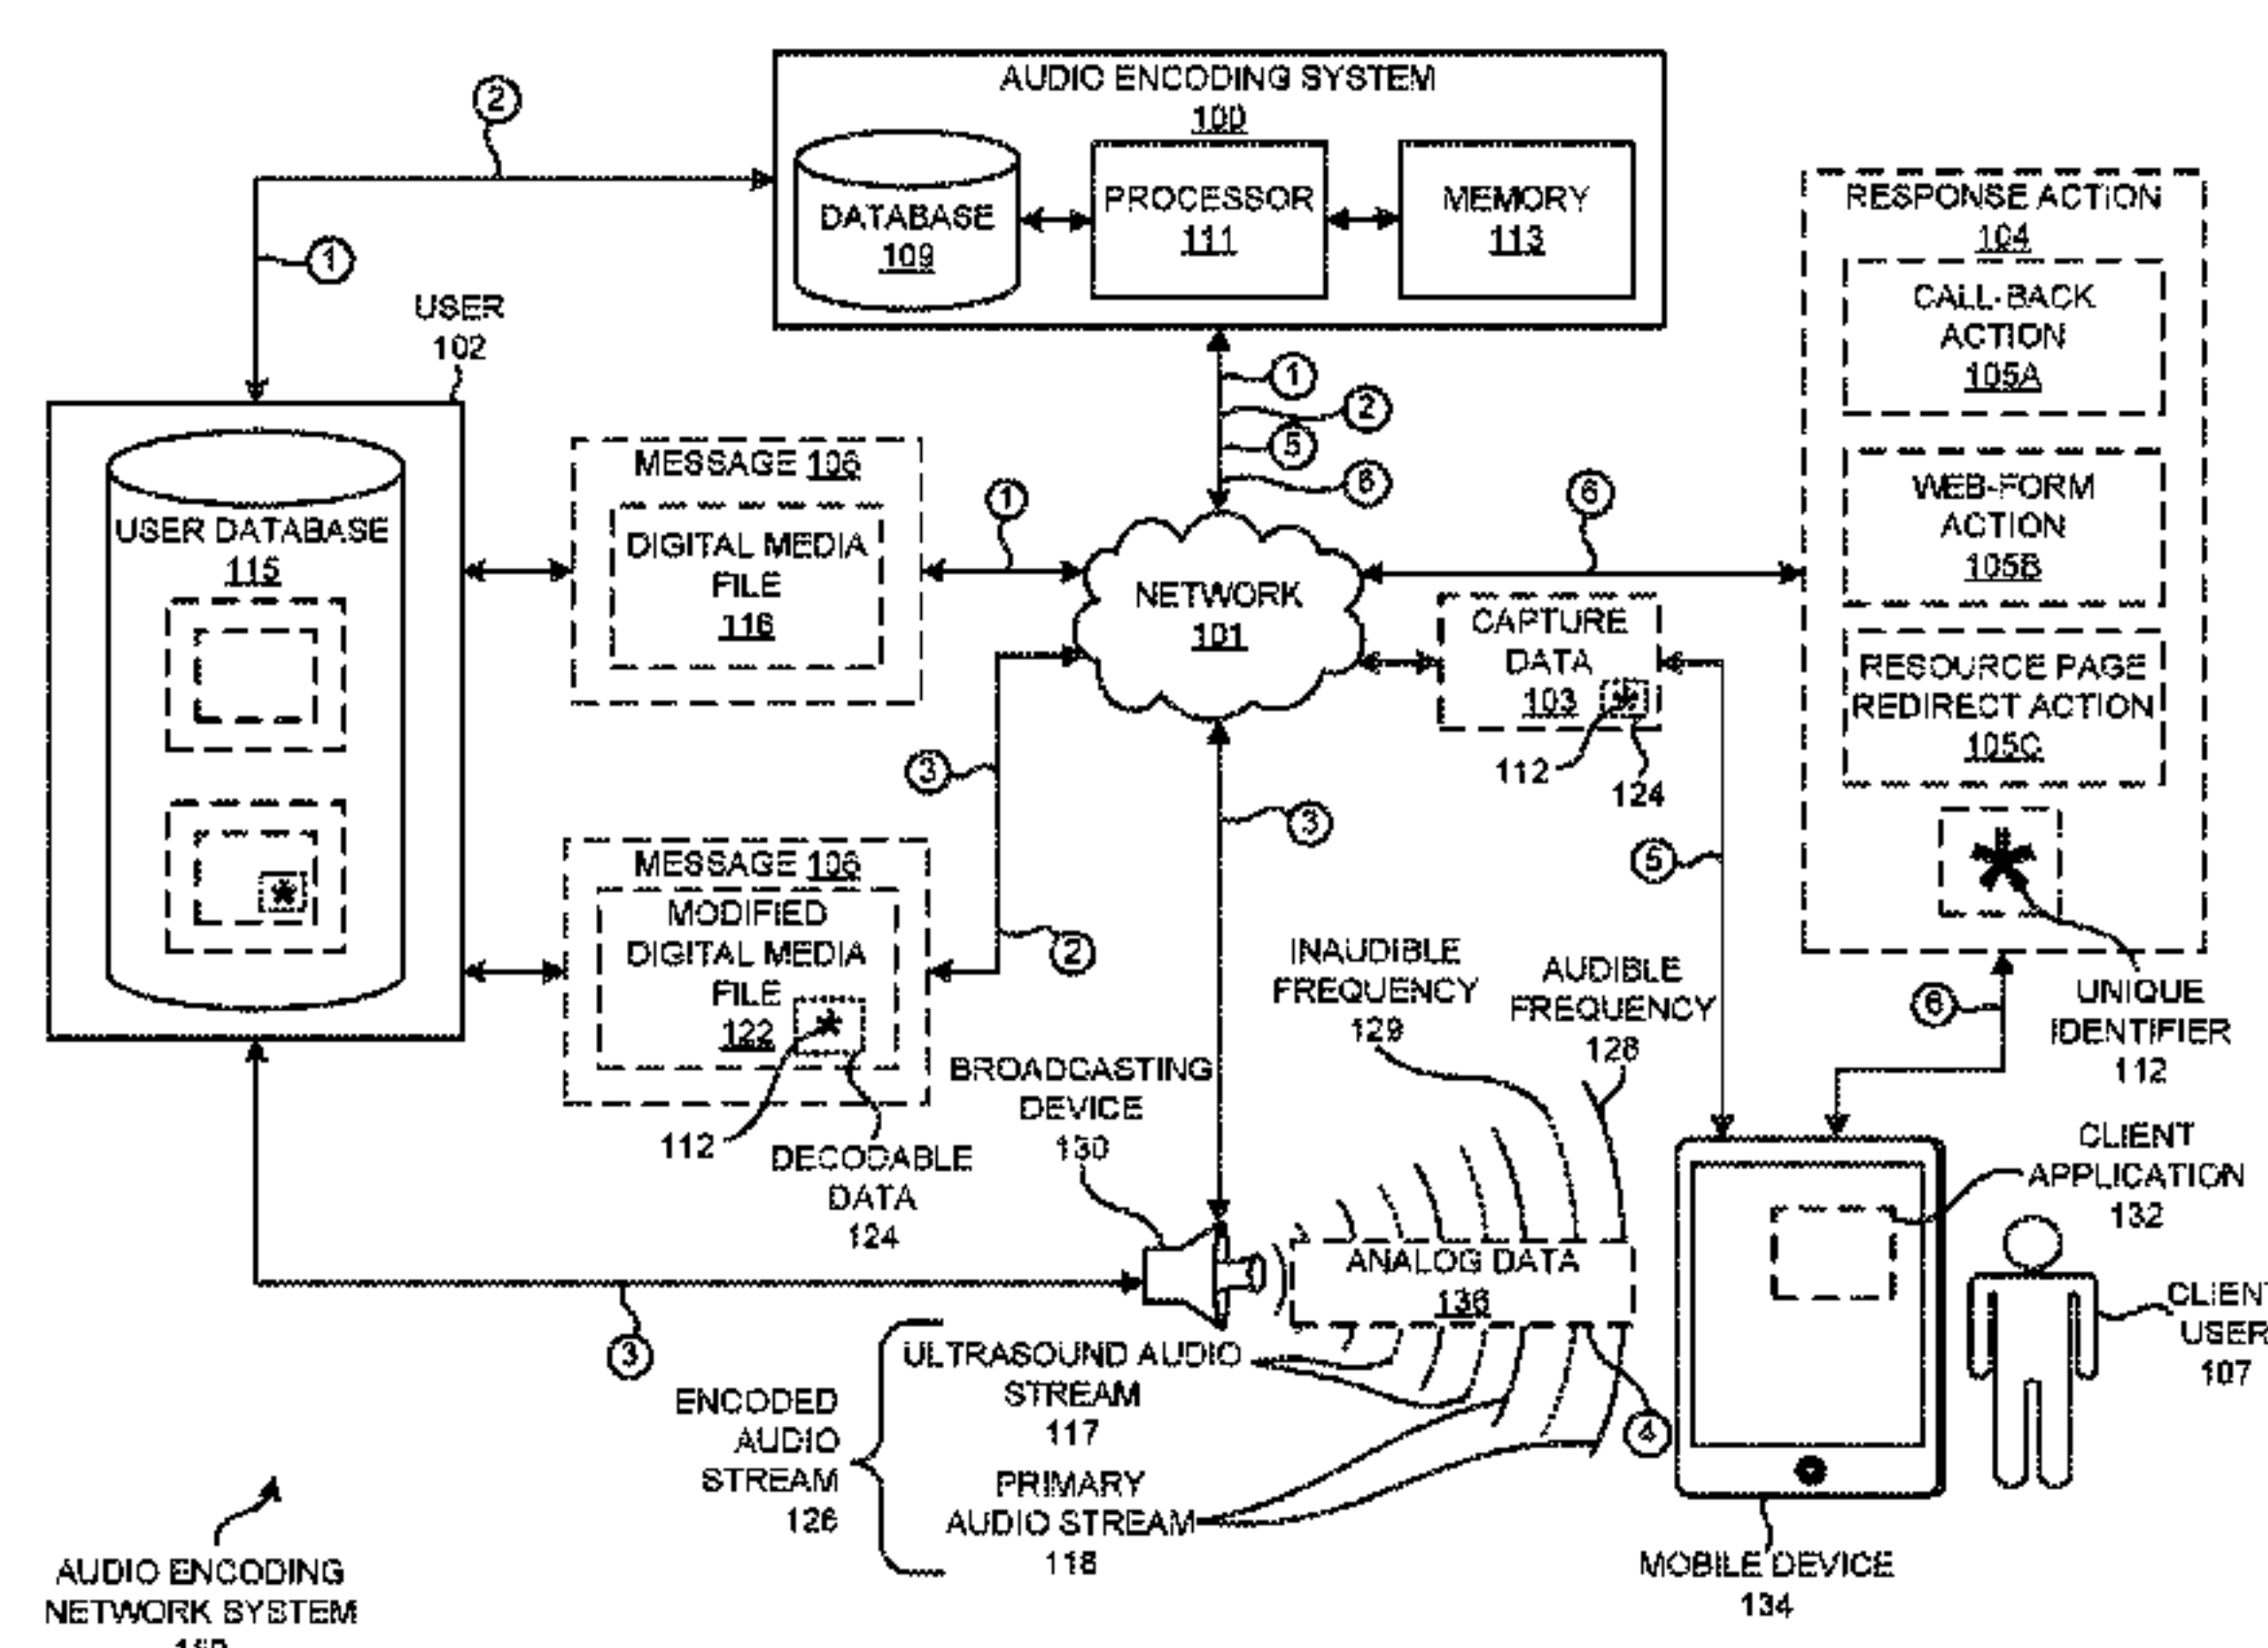 AUDIO ENCODING SYSTEM
100
DATABASE
109
PROCESSOR
111
MEMORY
113
2
1
USER
102
USER DATABASE
115
MESSAGE 106
DIGITAL MEDIA
FILE
116
1
1
2
5
6
NETWORK
101
6
RESPONSE ACTION
104
CALL-BACK
ACTION
105A
WEB-FORM
ACTION
105B
RESOURCE PAGE
REDIRECT ACTION
105C
CAPTURE
DATA
103
112
124
3
3
5
MESSAGE 106
MODIFIED
DIGITAL MEDIA
FILE
122
2
112
DECODABLE
DATA
124
BROADCASTING
DEVICE
130
INAUDIBLE
FREQUENCY
129
AUDIBLE
FREQUENCY
128
6
UNIQUE
IDENTIFIER
112
CLIENT
APPLICATION
132
ANALOG DATA
136
CLIENT
USER
107
3
ENCODED
AUDIO
STREAM
126
ULTRASOUND AUDIO
STREAM
117
PRIMARY
AUDIO STREAM
118
4
MOBILE DEVICE
134
AUDIO ENCODING
NETWORK SYSTEM